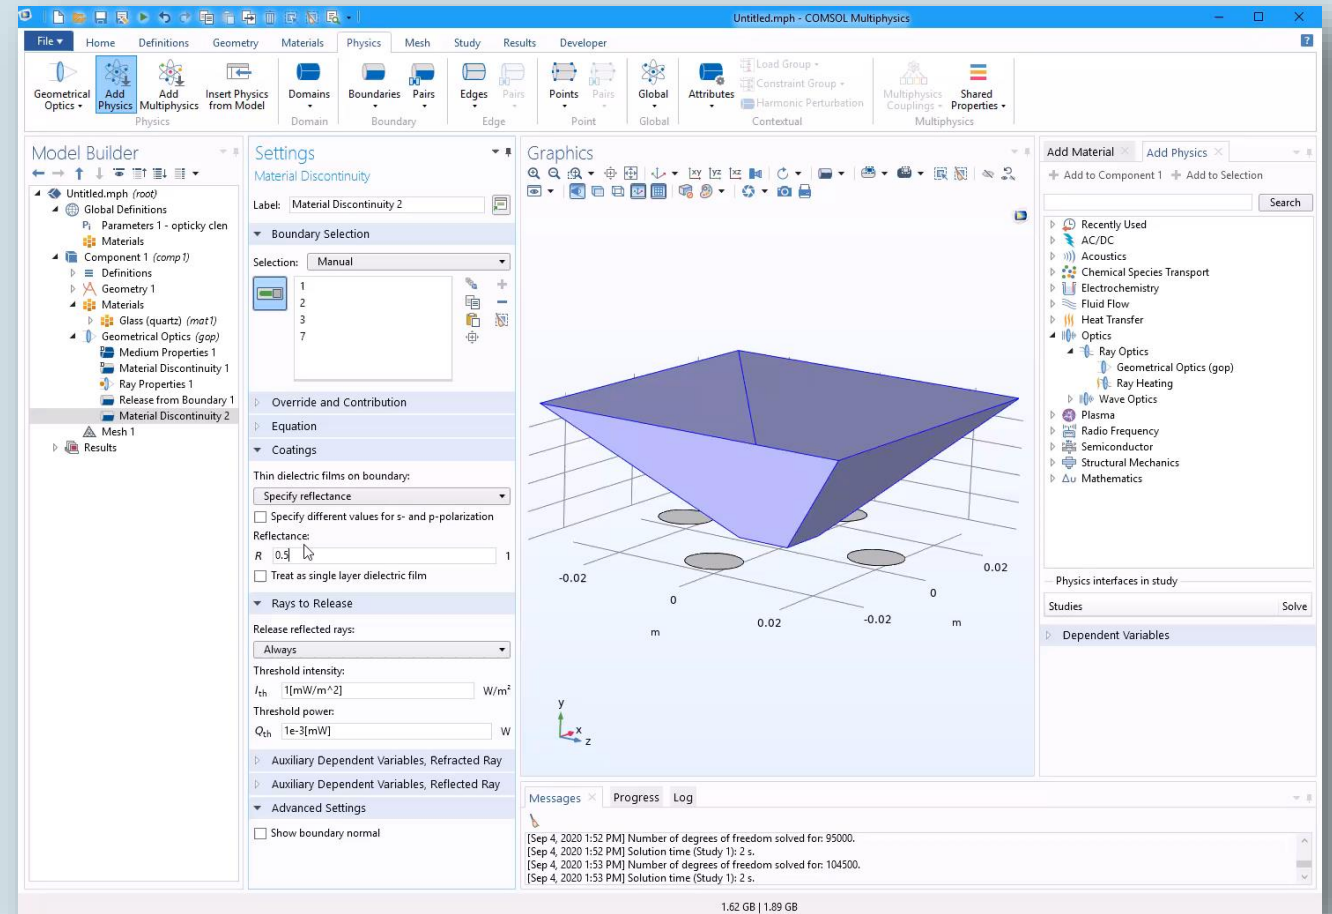 Untitled.mph - COMSOL Multiphysics
File
Home
Definitions
Geometry
Materials
Physics
Mesh
Study
Results
Developer
Geometrical Optics
Add Physics
Add Multiphysics
Insert Physics from Model
Domains
Boundaries
Pairs
Edges
Pairs
Points
Pairs
Global
Attributes
Load Group
Constraint Group
Harmonic Perturbation
Multiphysics Couplings
Shared Properties
Physics
Domain
Boundary
Edge
Point
Global
Contextual
Multiphysics
Model Builder
Untitled.mph (root)
Global Definitions
Pi Parameters 1 - opticky clen
Materials
Component 1 (comp1)
Definitions
Geometry 1
Materials
Glass (quartz) (mat1)
Geometrical Optics (gop)
Medium Properties 1
Material Discontinuity 1
Ray Properties 1
Release from Boundary 1
Material Discontinuity 2
Mesh 1
Results
Settings
Material Discontinuity
Label: Material Discontinuity 2
Boundary Selection
Selection: Manual
1
2
3
7
Override and Contribution
Equation
Coatings
Thin dielectric films on boundary:
Specify reflectance
Specify different values for s- and p-polarization
Reflectance:
R 0.5 1
Treat as single layer dielectric film
Rays to Release
Release reflected rays:
Always
Threshold intensity:
Ith 1[mW/m^2] W/m²
Threshold power:
Qth 1e-3[mW] W
Auxiliary Dependent Variables, Refracted Ray
Auxiliary Dependent Variables, Reflected Ray
Advanced Settings
Show boundary normal
Graphics
xy yz xz
-0.02
0
0.02
m
-0.02
0
0.02
m
y
x
z
Messages
Progress
Log
[Sep 4, 2020 1:52 PM] Number of degrees of freedom solved for: 95000.
[Sep 4, 2020 1:52 PM] Solution time (Study 1): 2 s.
[Sep 4, 2020 1:53 PM] Number of degrees of freedom solved for: 104500.
[Sep 4, 2020 1:53 PM] Solution time (Study 1): 2 s.
Add Material
Add Physics
+ Add to Component 1 + Add to Selection
Search
Recently Used
AC/DC
Acoustics
Chemical Species Transport
Electrochemistry
Fluid Flow
Heat Transfer
Optics
Ray Optics
Geometrical Optics (gop)
Ray Heating
Wave Optics
Plasma
Radio Frequency
Semiconductor
Structural Mechanics
Δu Mathematics
Physics interfaces in study
Studies Solve
Dependent Variables
1.62 GB | 1.89 GB